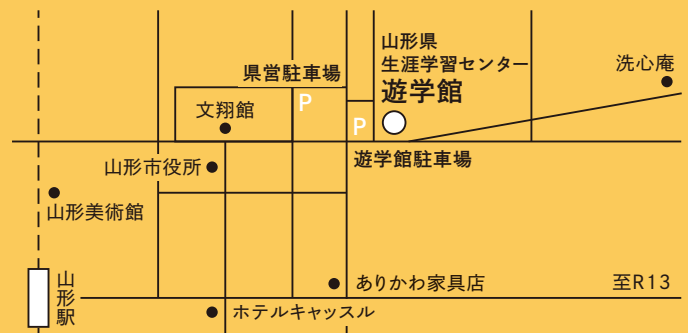 山形県
生涯学習センター
遊学館
県営駐車場
P
文翔館
P
洗心庵
遊学館駐車場
山形市役所
山形美術館
山形駅
ありかわ家具店
至R13
ホテルキャッスル